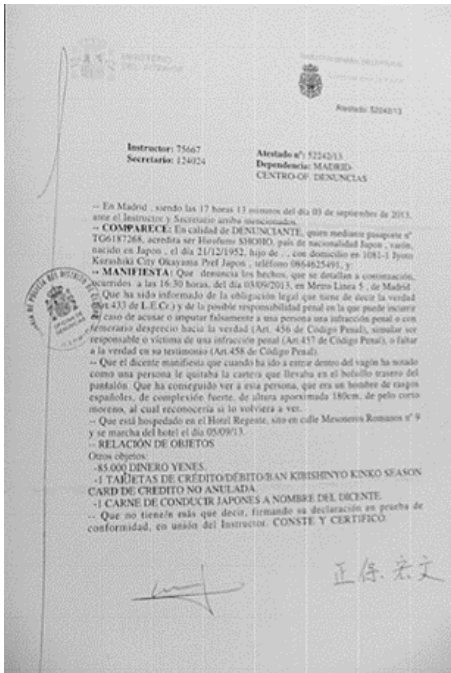 MINISTERIO
DEL INTERIOR
Atestado: 52242/13
Instructor: 75667
Secretario: 124024
Atestado nº: 52242/13
Dependencia: MADRID-
CENTRO-OF. DENUNCIAS
-- En Madrid, siendo las 17 horas 13 minutos del día 03 de septiembre de 2013,
ante el Instructor y Secretario arriba mencionados.
-- COMPARECE: En calidad de DENUNCIANTE, quien mediante pasaporte nº
acredita ser Hirofumi SHOHO, país de nacionalidad Japon, varón,
nacido en Japon, el día 21/12/1952, hijo de . , con domicilio en 1081-1 Jyoto
Kurashiki City Okayama Pref Japon, teléfono 0864625491, y:
-- MANIFIESTA: Que denuncia los hechos, que se detallan a continuación,
ocurridos a las 16:30 horas, del día 03/09/2013, en Metro Linea 5, de Madrid
-- Que ha sido informado de la obligación legal que tiene de decir la verdad
(Art.433 de L.E.Cr.) y de la posible responsabilidad penal en la que puede incurrir
en caso de acusar o imputar falsamente a una persona una infracción penal o con
temerario desprecio hacia la verdad (Art. 456 de Código Penal), simular ser
responsable o víctima de una infracción penal (Art.457 de Código Penal), o faltar
a la verdad en su testimonio (Art.458 de Código Penal).
-- Que el dicente manifiesta que cuando ha ido a entrar dentro del vagón ha notado
como una persona le quitaba la cartera que llevaba en el bolsillo trasero del
pantalón. Que ha conseguido ver a esta persona, que era un hombre de rasgos
españoles, de complexión fuerte, de altura aporximada 180cm, de pelo corto
moreno, al cual reconocería si lo volviera a ver.
-- Que está hospedado en el Hotel Regente, sito en calle Mesoneros Romanos nº 9
y se marcha del hotel el día 05/09/13.
-- RELACIÓN DE OBJETOS
Otros objetos:
-85.000 DINERO YENES.
-1 TARJETAS DE CRÉDITO/DÉBITO/BAN KIRISHINYO KINKO SEASON
CARD DE CREDITO NO ANULADA.
-1 CARNE DE CONDUCIR JAPONES A NOMBRE DEL DICENTE.
-- Que no tiene/n más que decir, firmando su declaración en prueba de
conformidad, en unión del Instructor. CONSTE Y CERTIFICO.
正保 宏文